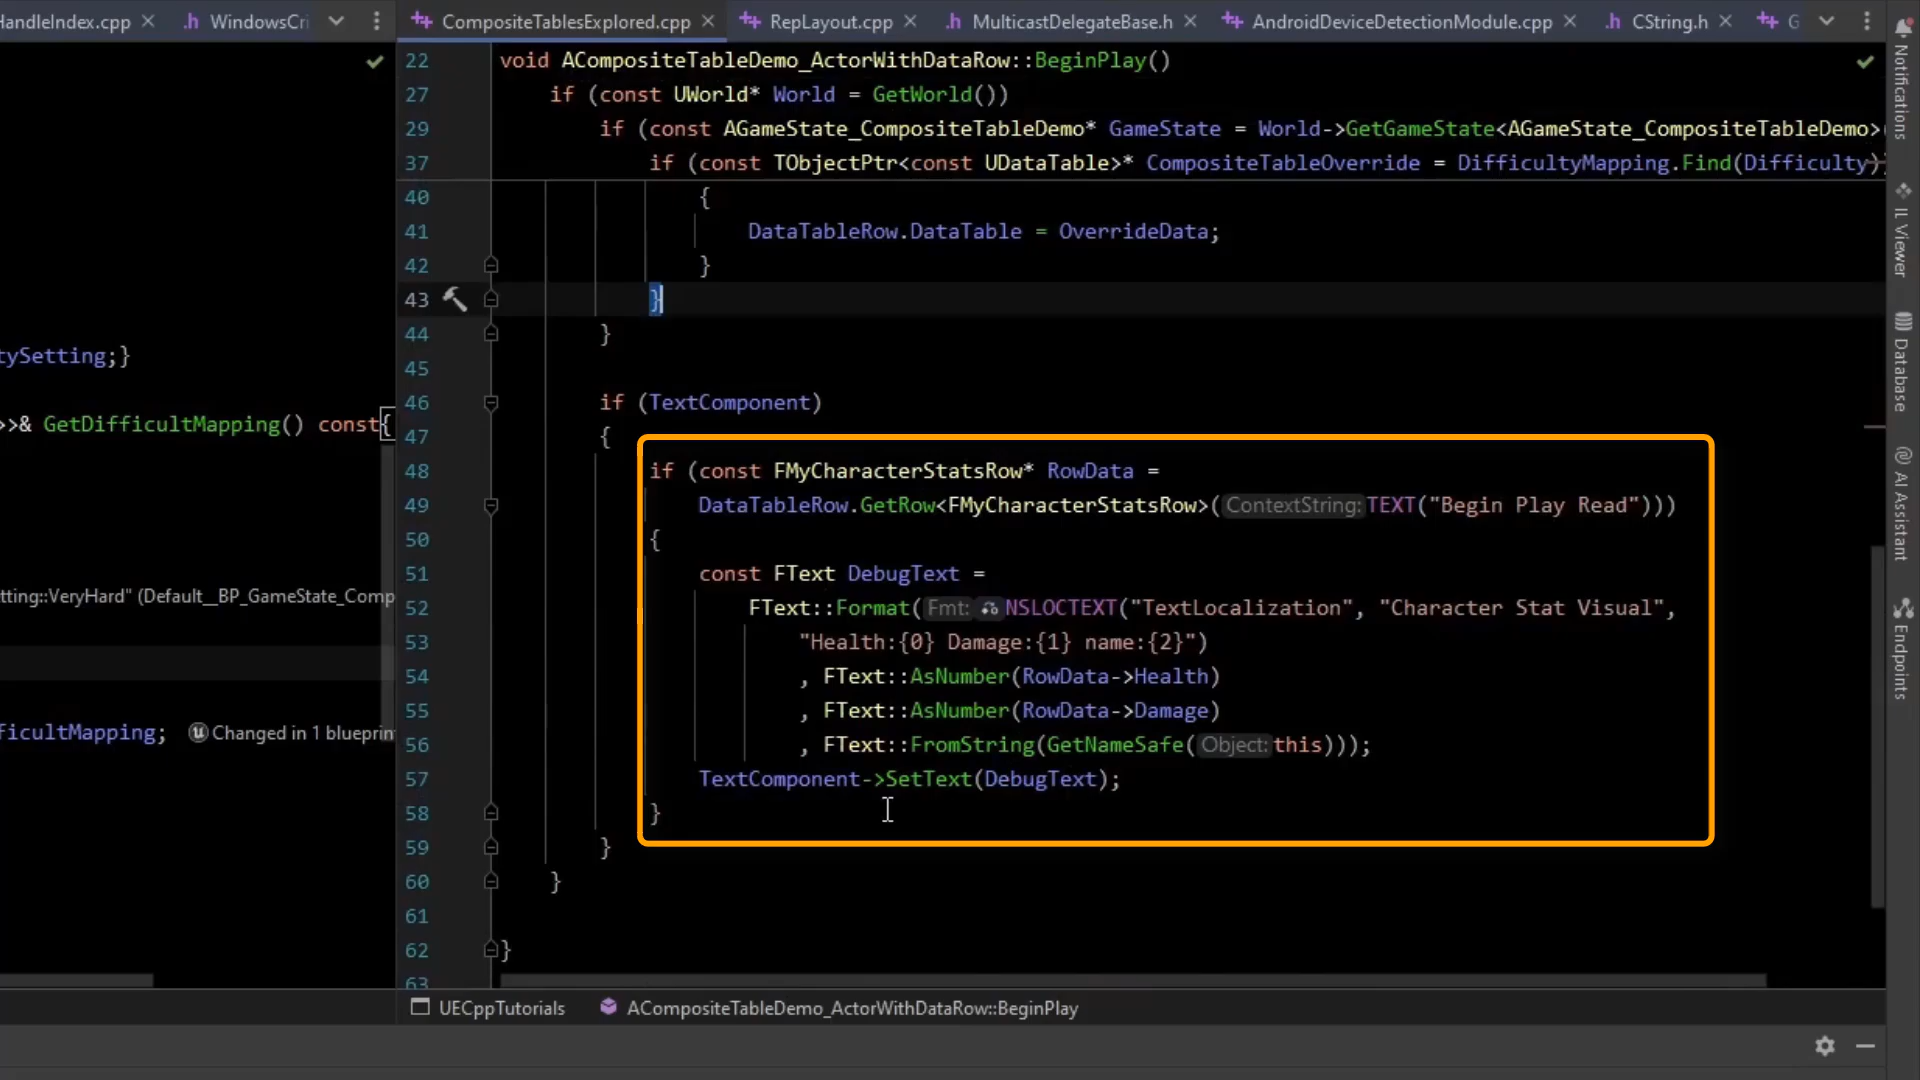 HandleIndex.cpp
WindowsCri
CompositeTablesExplored.cpp
RepLayout.cpp
MulticastDelegateBase.h
AndroidDeviceDetectionModule.cpp
CString.h
G
tySetting;}
>>& GetDifficultMapping() const{
tting::VeryHard" (Default__BP_GameState_Comp
ficultMapping; Changed in 1 blueprin
22 void ACompositeTableDemo_ActorWithDataRow::BeginPlay()
27 if (const UWorld* World = GetWorld())
29 if (const AGameState_CompositeTableDemo* GameState = World->GetGameState<AGameState_CompositeTableDemo>(
37 if (const TObjectPtr<const UDataTable>* CompositeTableOverride = DifficultyMapping.Find(Difficulty))
40 {
41 DataTableRow.DataTable = OverrideData;
42 }
43 }
44 }
45
46 if (TextComponent)
47 {
48 if (const FMyCharacterStatsRow* RowData =
49 DataTableRow.GetRow<FMyCharacterStatsRow>(ContextString: TEXT("Begin Play Read")))
50 {
51 const FText DebugText =
52 FText::Format(Fmt: NSLOCTEXT("TextLocalization", "Character Stat Visual",
53 "Health:{0} Damage:{1} name:{2}")
54 , FText::AsNumber(RowData->Health)
55 , FText::AsNumber(RowData->Damage)
56 , FText::FromString(GetNameSafe(Object: this)));
57 TextComponent->SetText(DebugText);
58 }
59 }
60 }
61
62 }
63
UECppTutorials
ACompositeTableDemo_ActorWithDataRow::BeginPlay
Notifications
IL Viewer
Database
AI Assistant
Endpoints